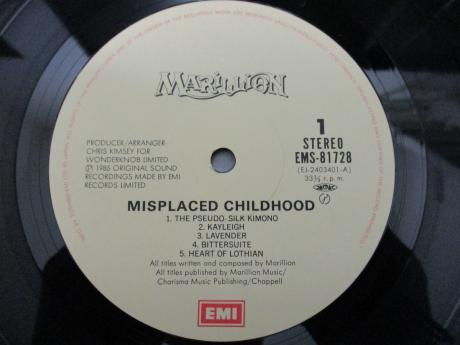 MARILLION
PRODUCER/ARRANGER
CHRIS KIMSEY FOR
WONDERKNOB LIMITED
℗ 1985 ORIGINAL SOUND
RECORDINGS MADE BY EMI
RECORDS LIMITED
1
STEREO
EMS-81728
(EJ-2403401-A)
33⅓ r.p.m.
MISPLACED CHILDHOOD
1. THE PSEUDO-SILK KIMONO
2. KAYLEIGH
3. LAVENDER
4. BITTERSUITE
5. HEART OF LOTHIAN
All titles written and composed by Marillion
All titles published by Marillion Music/
Charisma Music Publishing/Chappell
EMI